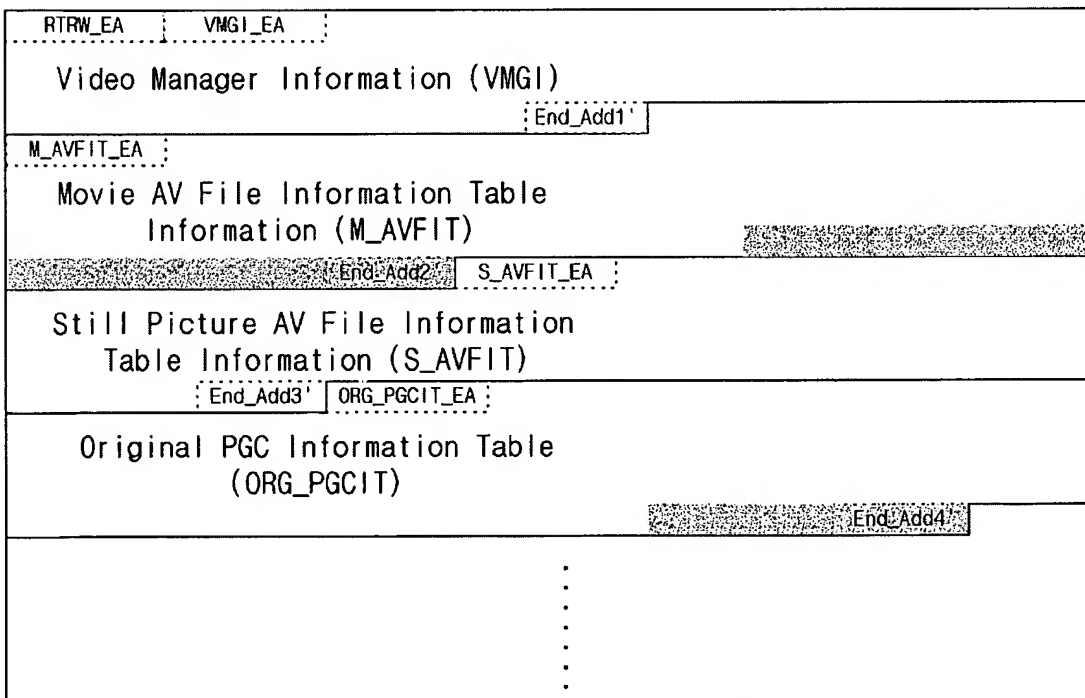 RTRW_EA VMGI_EA
Video Manager Information (VMGI)
End_Add1'
M_AVFIT_EA
Movie AV File Information Table
Information (M_AVFIT)
End_Add2' S_AVFIT_EA
Still Picture AV File Information
Table Information (S_AVFIT)
End_Add3' ORG_PGCIT_EA
Original PGC Information Table
(ORG_PGCIT)
End_Add4'